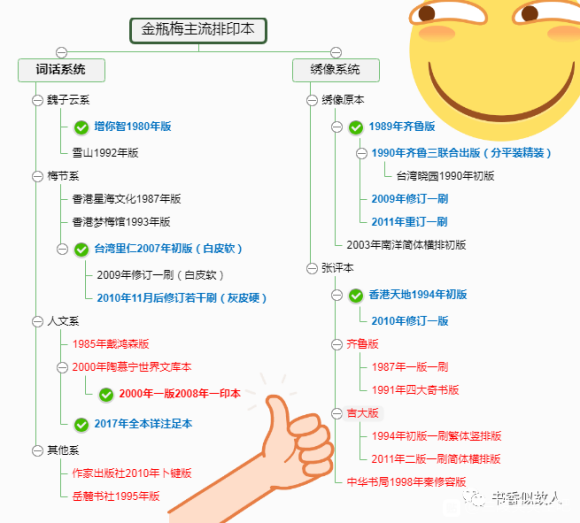 金瓶梅主流排印本
词话系统
魏子云系
增你智1980年版
雪山1992年版
梅节系
香港星海文化1987年版
香港梦梅馆1993年版
台湾里仁2007年初版（白皮软）
2009年修订一刷（白皮软）
2010年11月后修订若干刷（灰皮硬）
人文系
1985年戴鸿森版
2000年陶慕宁世界文库本
2000年一版2008年一印本
2017年全本详注足本
其他系
作家出版社2010年卜键版
岳麓书社1995年版
绣像系统
绣像原本
1989年齐鲁版
1990年齐鲁三联合出版（分平装精装）
台湾晓园1990年初版
2009年修订一刷
2011年重订一刷
2003年南洋简体横排初版
张评本
香港天地1994年初版
2010年修订一版
齐鲁版
1987年一版一刷
1991年四大奇书版
吉大版
1994年初版一刷繁体竖排版
2011年二版一刷简体横排版
中华书局1998年秦修容版
书香似故人